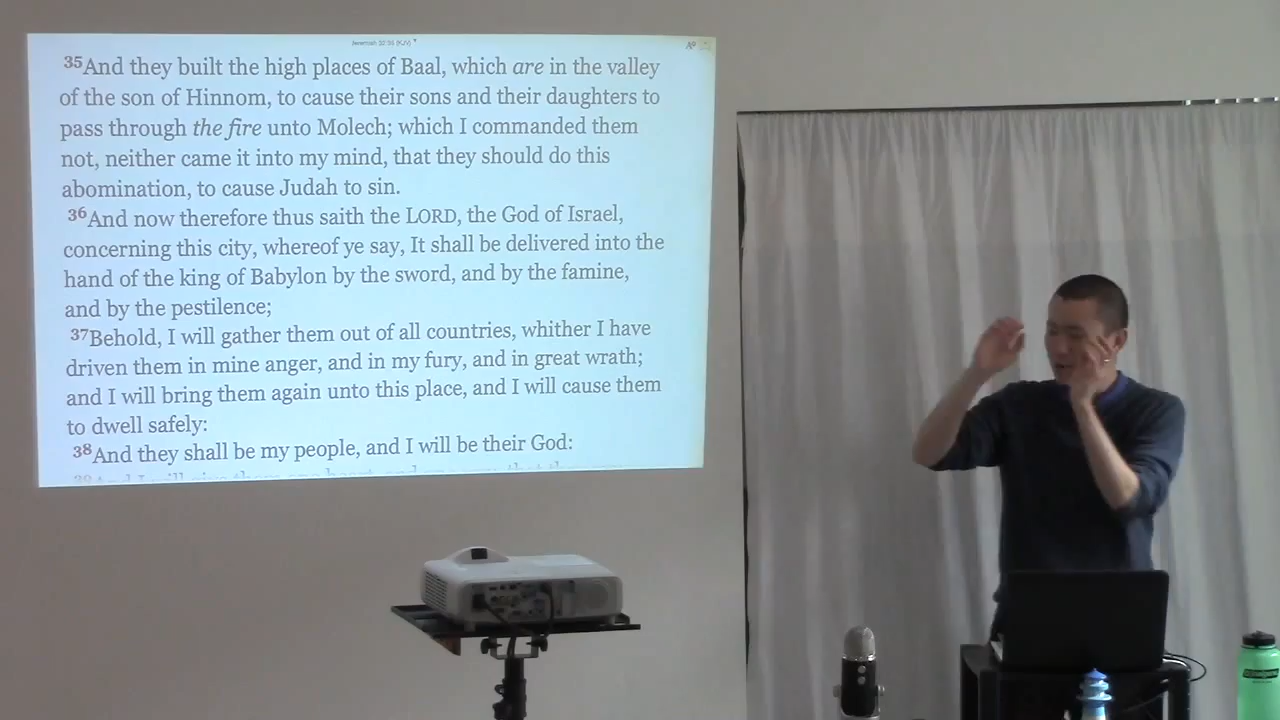 Jeremiah 32:36 (KJV)
35And they built the high places of Baal, which are in the valley
of the son of Hinnom, to cause their sons and their daughters to
pass through the fire unto Molech; which I commanded them
not, neither came it into my mind, that they should do this
abomination, to cause Judah to sin.
36And now therefore thus saith the LORD, the God of Israel,
concerning this city, whereof ye say, It shall be delivered into the
hand of the king of Babylon by the sword, and by the famine,
and by the pestilence;
37Behold, I will gather them out of all countries, whither I have
driven them in mine anger, and in my fury, and in great wrath;
and I will bring them again unto this place, and I will cause them
to dwell safely:
38And they shall be my people, and I will be their God: